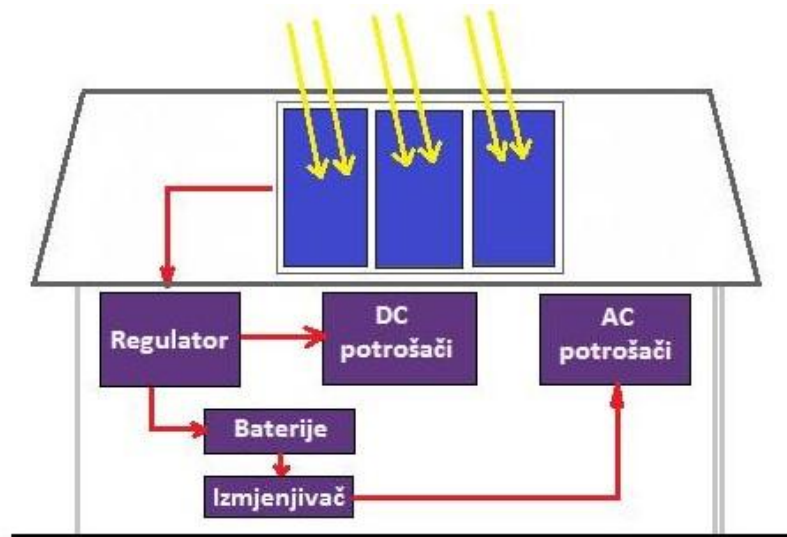 Regulator
DC
potrošači
AC
potrošači
Baterije
Izmjenjivač